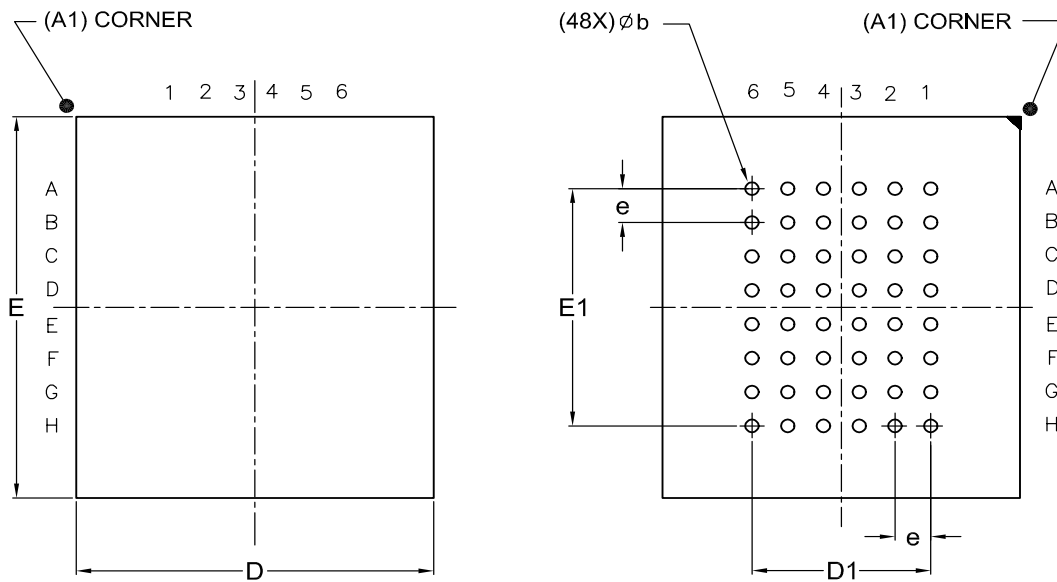 (A1) CORNER
1 2 3 4 5 6
A
B
C
D
E
F
G
H
E
D
(48X) ⌀ b
(A1) CORNER
6 5 4 3 2 1
e
E1
A
B
C
D
E
F
G
H
e
D1